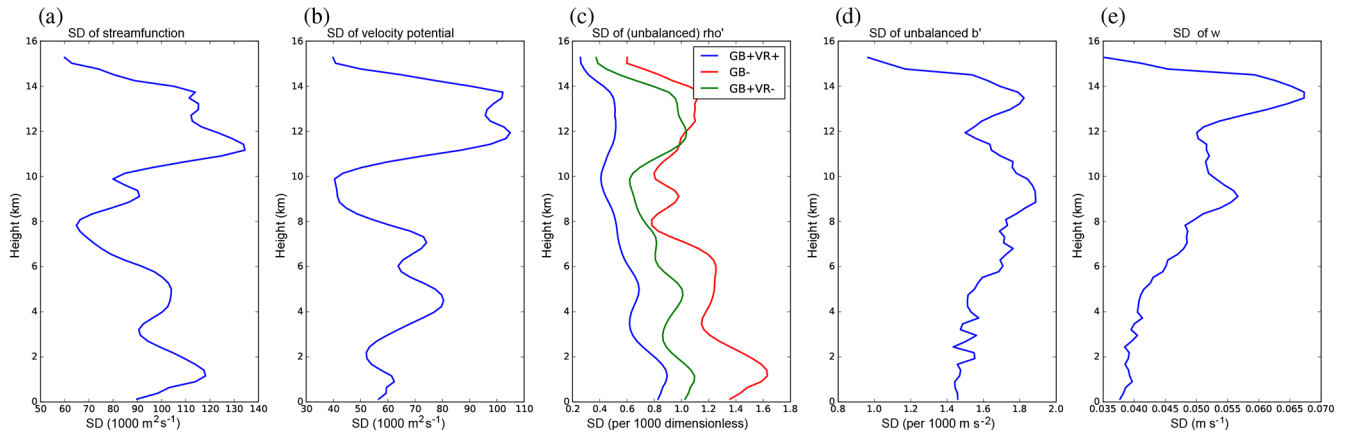 (a) (b) (c) (d) (e)
SD of streamfunction SD of velocity potential SD of (unbalanced) rho' SD of unbalanced b' SD of w
GB+VR+
GB-
GB+VR-
Height (km) Height (km) Height (km) Height (km) Height (km)
16 16 16 16 16
14 14 14 14 14
12 12 12 12 12
10 10 10 10 10
8 8 8 8 8
6 6 6 6 6
4 4 4 4 4
2 2 2 2 2
0 0 0 0 0
50 60 70 80 90 100 110 120 130 140 30 40 50 60 70 80 90 100 110 0.2 0.4 0.6 0.8 1.0 1.2 1.4 1.6 1.8 0.8 1.0 1.2 1.4 1.6 1.8 2.0 0.035 0.040 0.045 0.050 0.055 0.060 0.065 0.070
SD (1000 m²s⁻¹) SD (1000 m²s⁻¹) SD (per 1000 dimensionless) SD (per 1000 m s⁻²) SD (m s⁻¹)